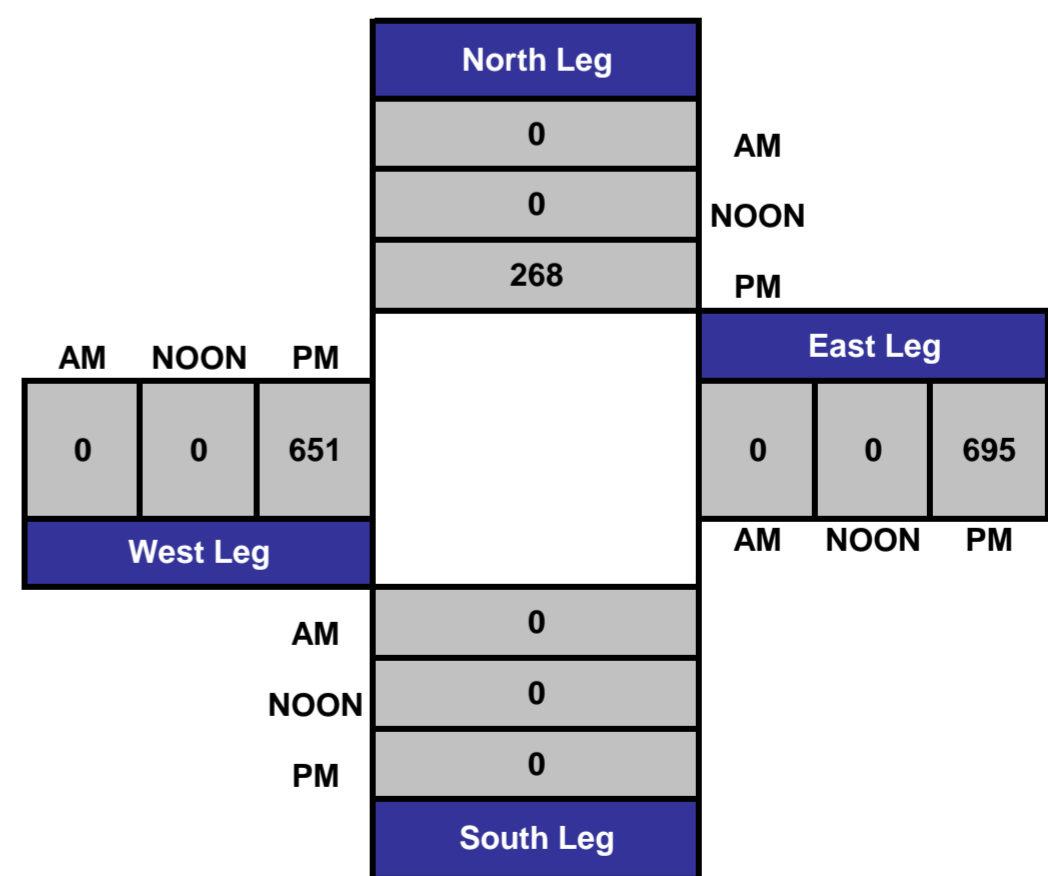 North Leg
0 AM
0 NOON
268 PM
East Leg
AM NOON PM
0 0 651
0 0 695
West Leg
AM NOON PM
AM 0
NOON 0
PM 0
South Leg